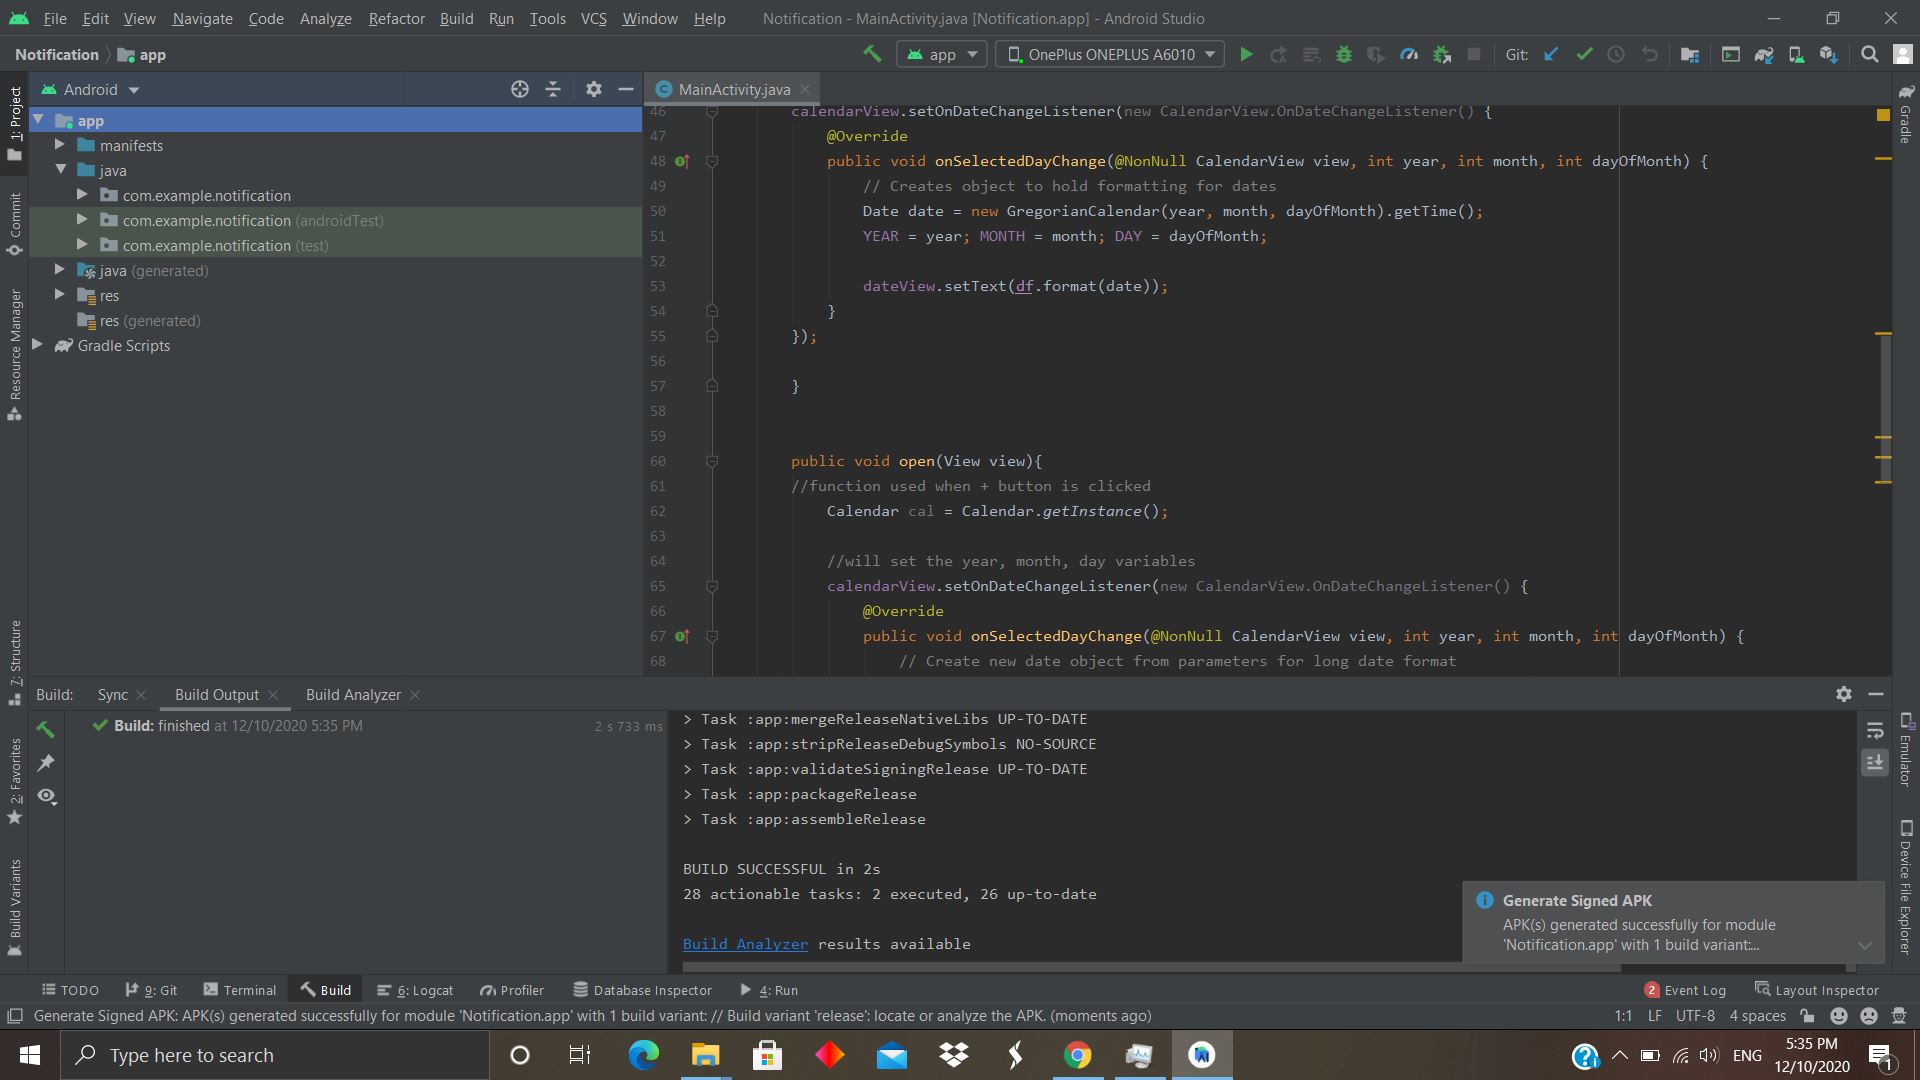 File Edit View Navigate Code Analyze Refactor Build Run Tools VCS Window Help Notification - MainActivity.java [Notification.app] - Android Studio
Notification app app OnePlus ONEPLUS A6010 Git:
Android MainActivity.java
1: Project
Commit
Resource Manager
7: Structure
2: Favorites
Build Variants
app
manifests
java
com.example.notification
com.example.notification (androidTest)
com.example.notification (test)
java (generated)
res
res (generated)
Gradle Scripts
46 calendarView.setOnDateChangeListener(new CalendarView.OnDateChangeListener() {
47 @Override
48 public void onSelectedDayChange(@NonNull CalendarView view, int year, int month, int dayOfMonth) {
49 // Creates object to hold formatting for dates
50 Date date = new GregorianCalendar(year, month, dayOfMonth).getTime();
51 YEAR = year; MONTH = month; DAY = dayOfMonth;
52
53 dateView.setText(df.format(date));
54 }
55 });
56
57 }
58
59
60 public void open(View view){
61 //function used when + button is clicked
62 Calendar cal = Calendar.getInstance();
63
64 //will set the year, month, day variables
65 calendarView.setOnDateChangeListener(new CalendarView.OnDateChangeListener() {
66 @Override
67 public void onSelectedDayChange(@NonNull CalendarView view, int year, int month, int dayOfMonth) {
68 // Create new date object from parameters for long date format
Gradle
Emulator
Device File Explorer
Build: Sync Build Output Build Analyzer
Build: finished at 12/10/2020 5:35 PM 2 s 733 ms
> Task :app:mergeReleaseNativeLibs UP-TO-DATE
> Task :app:stripReleaseDebugSymbols NO-SOURCE
> Task :app:validateSigningRelease UP-TO-DATE
> Task :app:packageRelease
> Task :app:assembleRelease
BUILD SUCCESSFUL in 2s
28 actionable tasks: 2 executed, 26 up-to-date
Build Analyzer results available
Generate Signed APK
APK(s) generated successfully for module
'Notification.app' with 1 build variant:...
TODO 9: Git Terminal Build 6: Logcat Profiler Database Inspector 4: Run 2 Event Log Layout Inspector
Generate Signed APK: APK(s) generated successfully for module 'Notification.app' with 1 build variant: // Build variant 'release': locate or analyze the APK. (moments ago) 1:1 LF UTF-8 4 spaces
Type here to search ENG 5:35 PM
12/10/2020 1